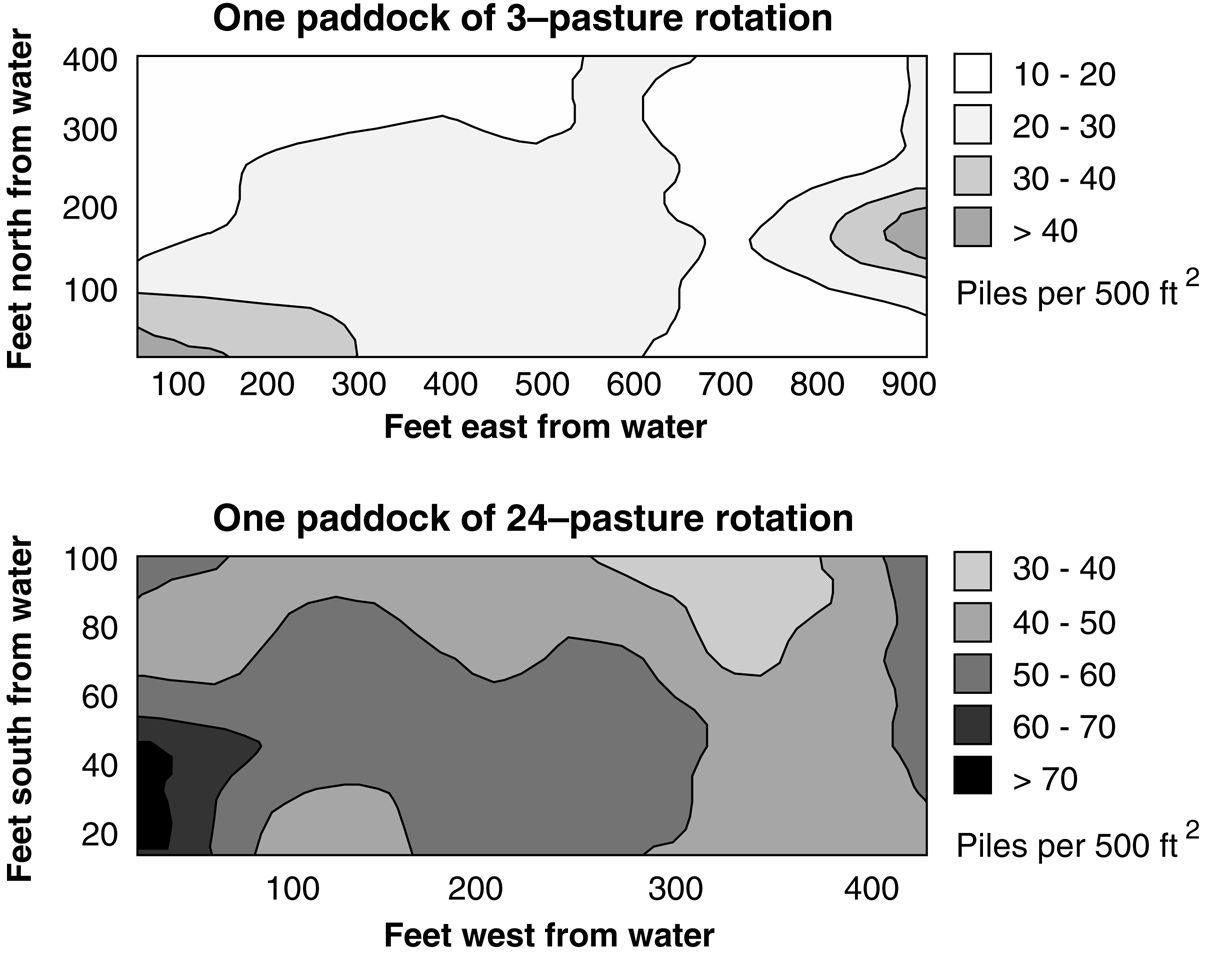 One paddock of 3–pasture rotation
Feet north from water
400
300
200
100
100 200 300 400 500 600 700 800 900
Feet east from water
10 - 20
20 - 30
30 - 40
> 40
Piles per 500 ft 2
One paddock of 24–pasture rotation
Feet south from water
100
80
60
40
20
100 200 300 400
Feet west from water
30 - 40
40 - 50
50 - 60
60 - 70
> 70
Piles per 500 ft 2